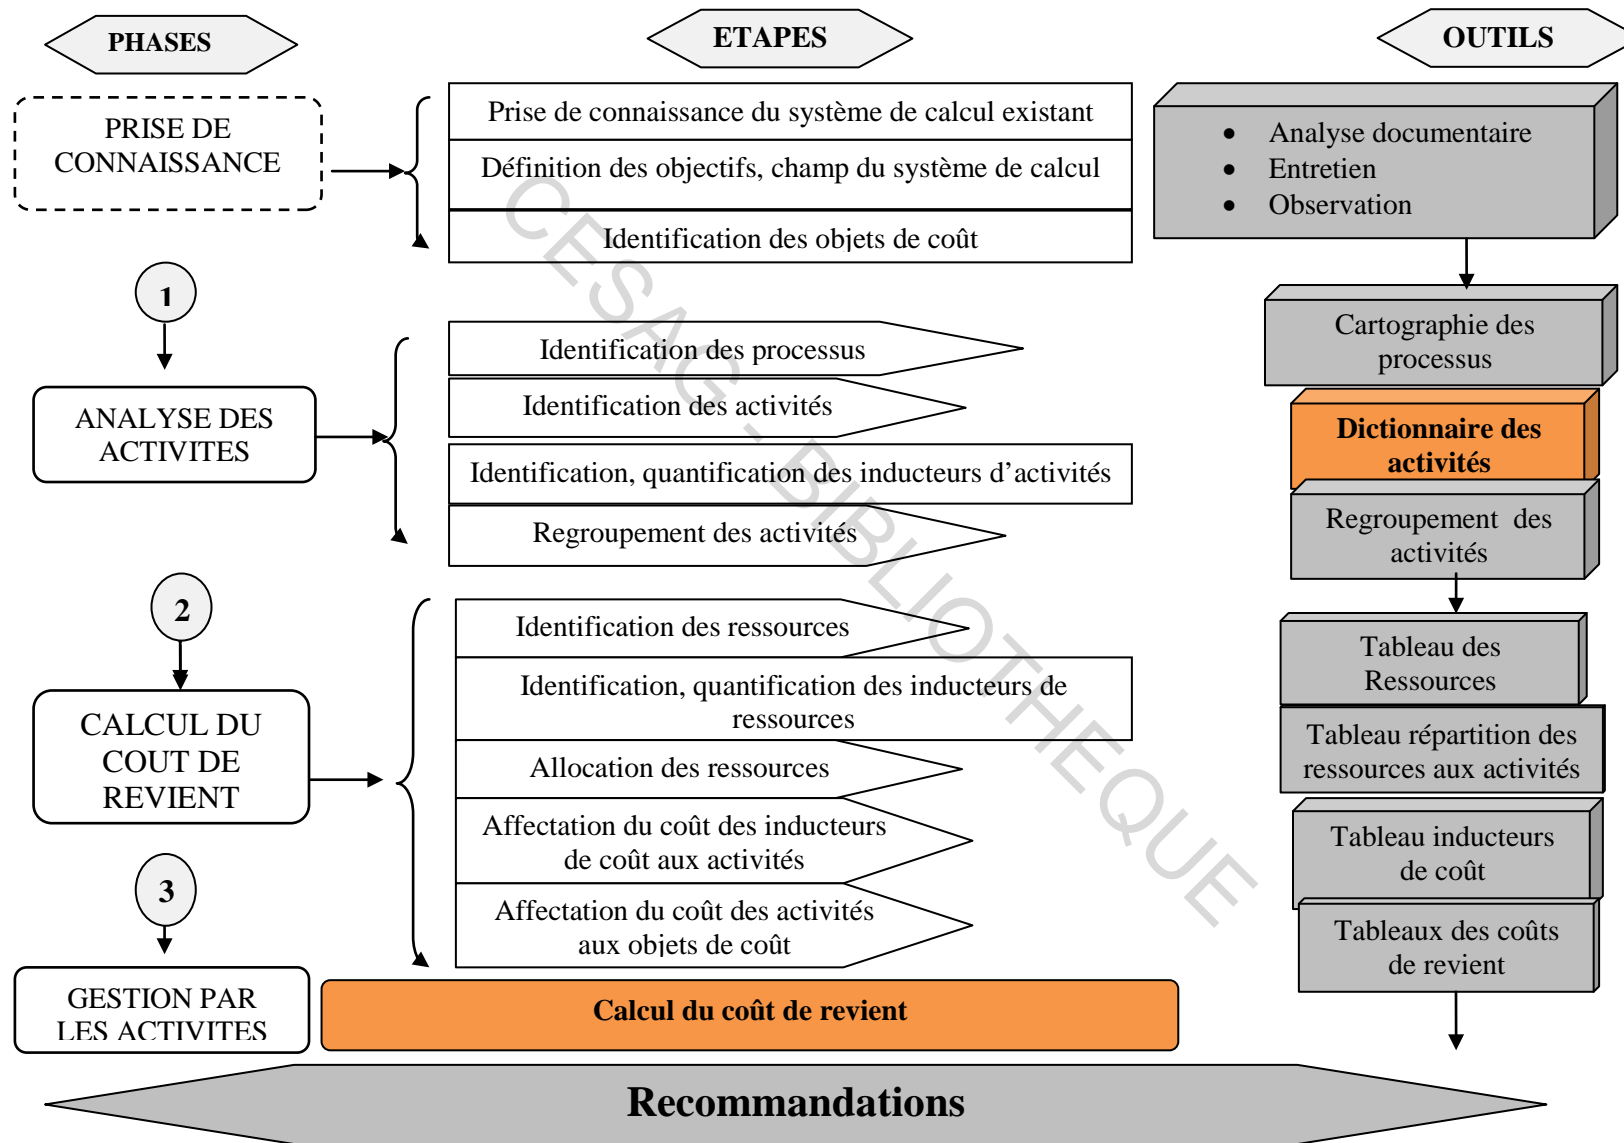 PHASES
ETAPES
OUTILS
PRISE DE
CONNAISSANCE
Prise de connaissance du système de calcul existant
Définition des objectifs, champ du système de calcul
Identification des objets de coût
• Analyse documentaire
• Entretien
• Observation
1
ANALYSE DES
ACTIVITES
Identification des processus
Identification des activités
Identification, quantification des inducteurs d’activités
Regroupement des activités
Cartographie des
processus
Dictionnaire des
activités
Regroupement des
activités
2
CALCUL DU
COUT DE
REVIENT
Identification des ressources
Identification, quantification des inducteurs de
ressources
Allocation des ressources
Affectation du coût des inducteurs
de coût aux activités
Affectation du coût des activités
aux objets de coût
Tableau des
Ressources
Tableau répartition des
ressources aux activités
Tableau inducteurs
de coût
Tableaux des coûts
de revient
3
GESTION PAR
LES ACTIVITES
Calcul du coût de revient
Recommandations
CESAG - BIBLIOTHEQUE